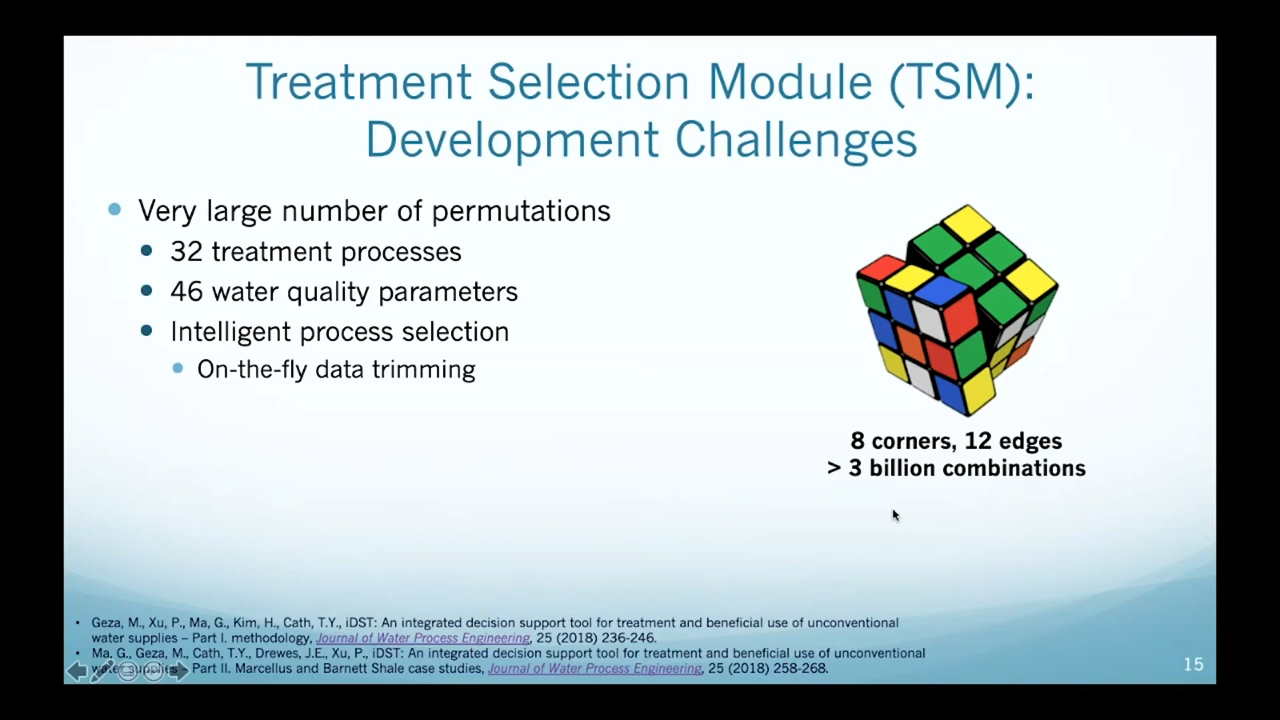 Treatment Selection Module (TSM):
Development Challenges
• Very large number of permutations
• 32 treatment processes
• 46 water quality parameters
• Intelligent process selection
• On-the-fly data trimming
8 corners, 12 edges
> 3 billion combinations
• Geza, M., Xu, P., Ma, G., Kim, H., Cath, T.Y., iDST: An integrated decision support tool for treatment and beneficial use of unconventional
water supplies – Part I. methodology, Journal of Water Process Engineering, 25 (2018) 236-246.
• Ma, G., Geza, M., Cath, T.Y., Drewes, J.E., Xu, P., iDST: An integrated decision support tool for treatment and beneficial use of unconventional
water supplies – Part II. Marcellus and Barnett Shale case studies, Journal of Water Process Engineering, 25 (2018) 258-268.
15